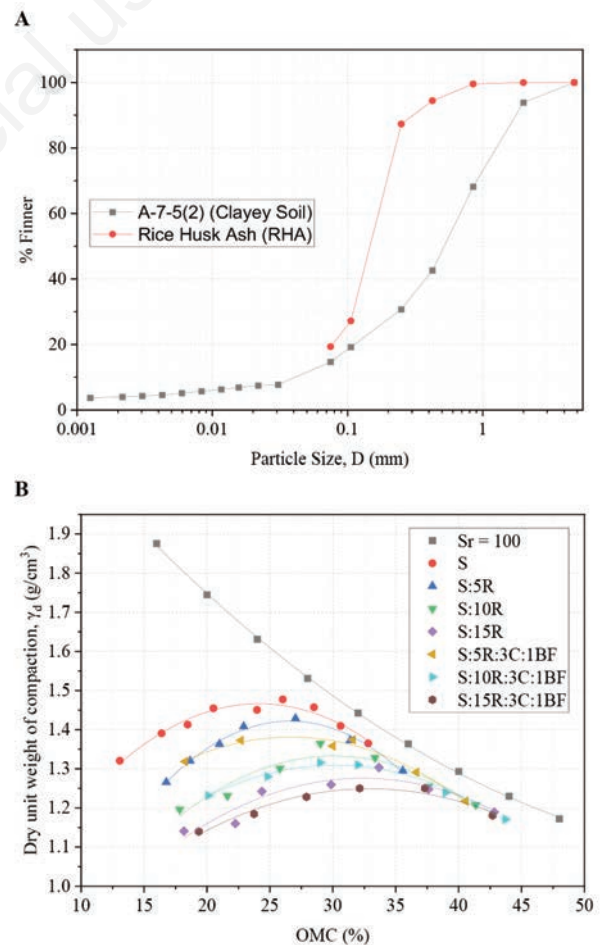 cial us
A
100
80
60
40
20
0
% Finner
A-7-5(2) (Clayey Soil)
Rice Husk Ash (RHA)
0.001
0.01
0.1
1
Particle Size, D (mm)
B
1.9
1.8
1.7
1.6
1.5
1.4
1.3
1.2
1.1
1.0
Dry unit weight of compaction, γd (g/cm³)
Sr = 100
S
S:5R
S:10R
S:15R
S:5R:3C:1BF
S:10R:3C:1BF
S:15R:3C:1BF
10 15 20 25 30 35 40 45 50
OMC (%)